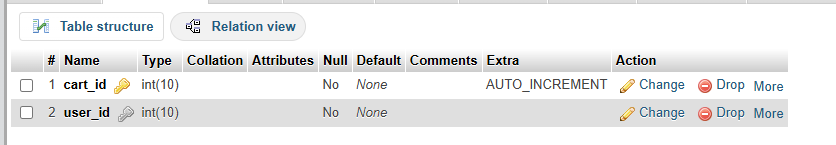 Table structure Relation view
# Name Type Collation Attributes Null Default Comments Extra Action
1 cart_id int(10) No None AUTO_INCREMENT Change Drop More
2 user_id int(10) No None Change Drop More